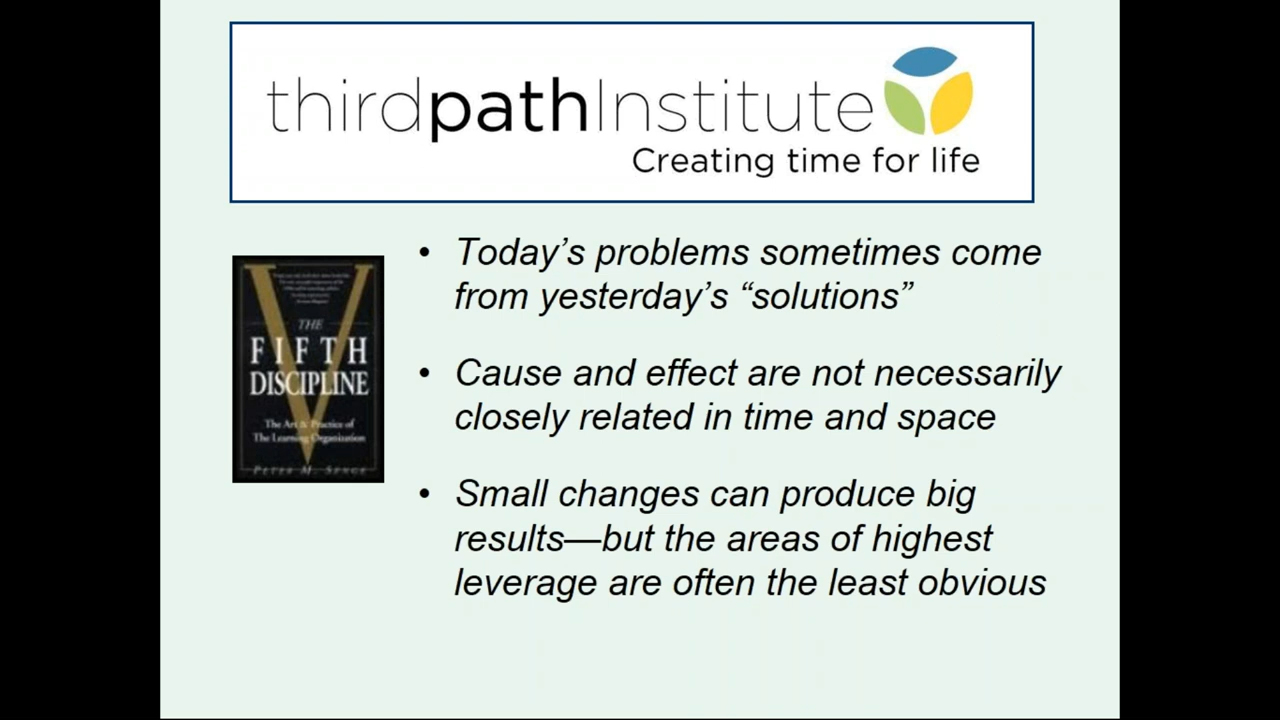 thirdpathInstitute
Creating time for life
• Today’s problems sometimes come
from yesterday’s “solutions”
• Cause and effect are not necessarily
closely related in time and space
• Small changes can produce big
results—but the areas of highest
leverage are often the least obvious
THE
FIFTH
DISCIPLINE
The Art & Practice of
The Learning Organization
PETER M. SENGE